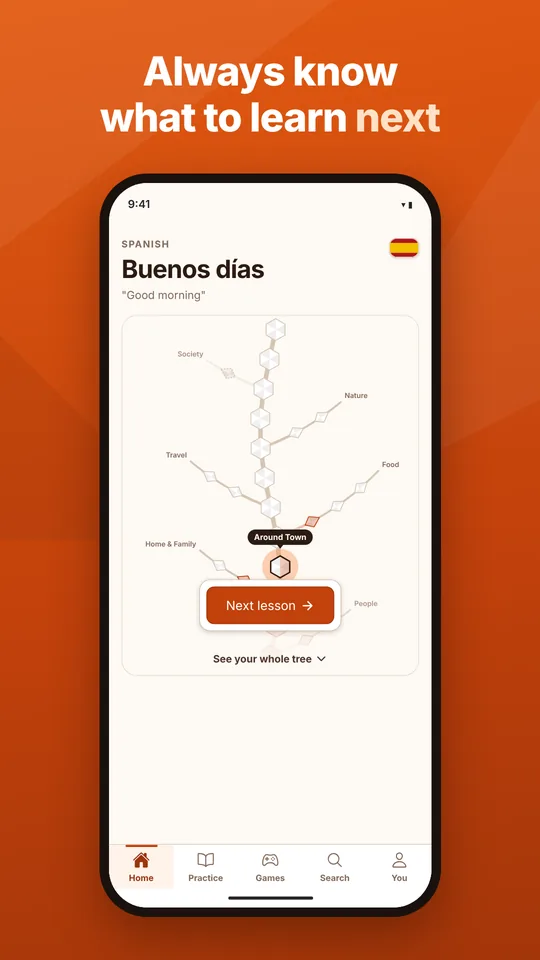 Always know
what to learn next
9:41
SPANISH
Buenos días
"Good morning"
Society
Nature
Travel
Food
Around Town
Home & Family
Next lesson →
People
See your whole tree
Home
Practice
Games
Search
You